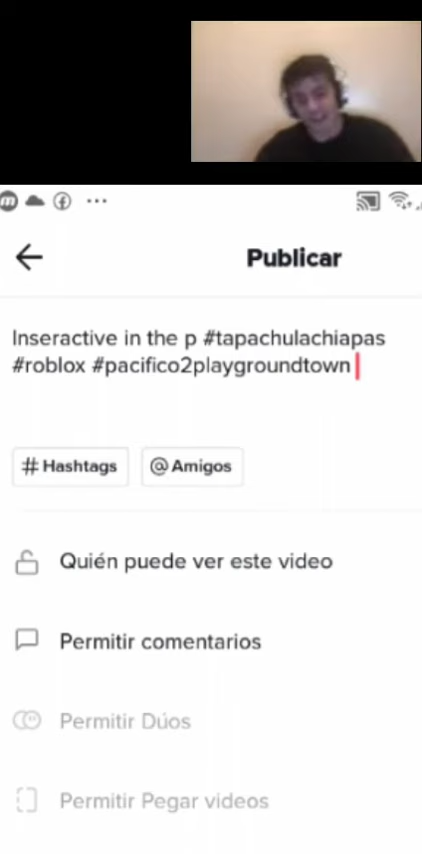 Publicar
Inseractive in the p #tapachulachiapas
#roblox #pacifico2playgroundtown
# Hashtags
@ Amigos
Quién puede ver este video
Permitir comentarios
Permitir Dúos
Permitir Pegar videos